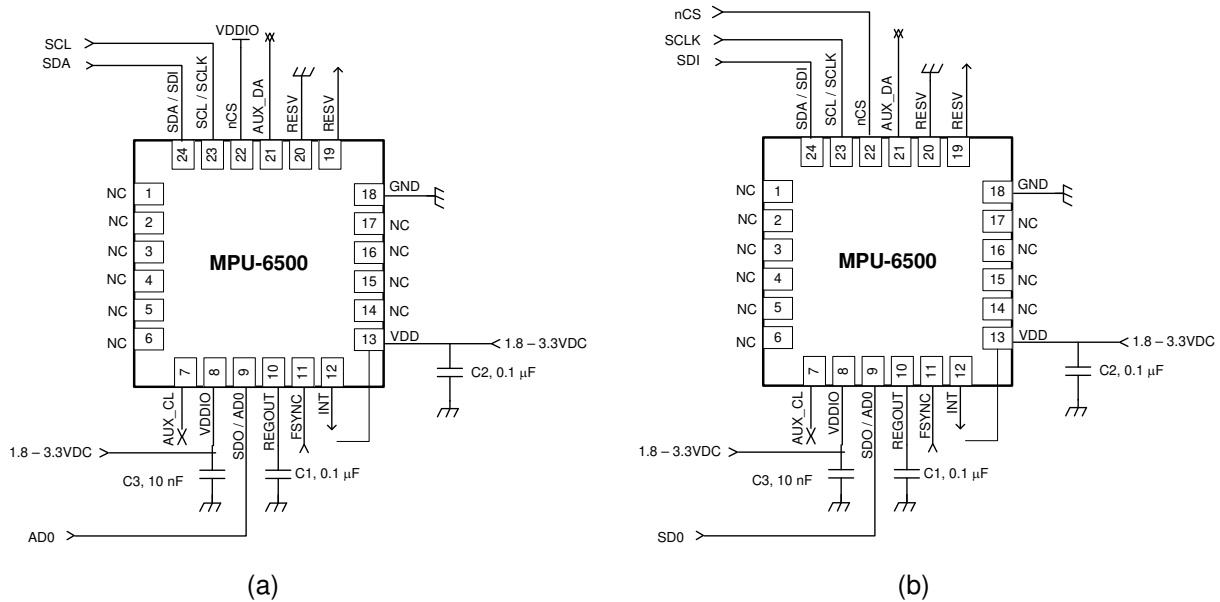 SCL
SDA
VDDIO
SDA / SDI
SCL / SCLK
nCS
AUX_DA
RESV
RESV
24
23
22
21
20
19
NC 1
NC 2
NC 3
NC 4
NC 5
NC 6
18 GND
17 NC
16 NC
15 NC
14 NC
13 VDD
MPU-6500
1.8 – 3.3VDC
C2, 0.1 µF
7
8
9
10
11
12
AUX_CL
VDDIO
SDO / AD0
REGOUT
FSYNC
INT
1.8 – 3.3VDC
C3, 10 nF
C1, 0.1 µF
AD0
(a)
nCS
SCLK
SDI
SDA / SDI
SCL / SCLK
nCS
AUX_DA
RESV
RESV
24
23
22
21
20
19
NC 1
NC 2
NC 3
NC 4
NC 5
NC 6
18 GND
17 NC
16 NC
15 NC
14 NC
13 VDD
MPU-6500
1.8 – 3.3VDC
C2, 0.1 µF
7
8
9
10
11
12
AUX_CL
VDDIO
SDO / AD0
REGOUT
FSYNC
INT
1.8 – 3.3VDC
C3, 10 nF
C1, 0.1 µF
SD0
(b)